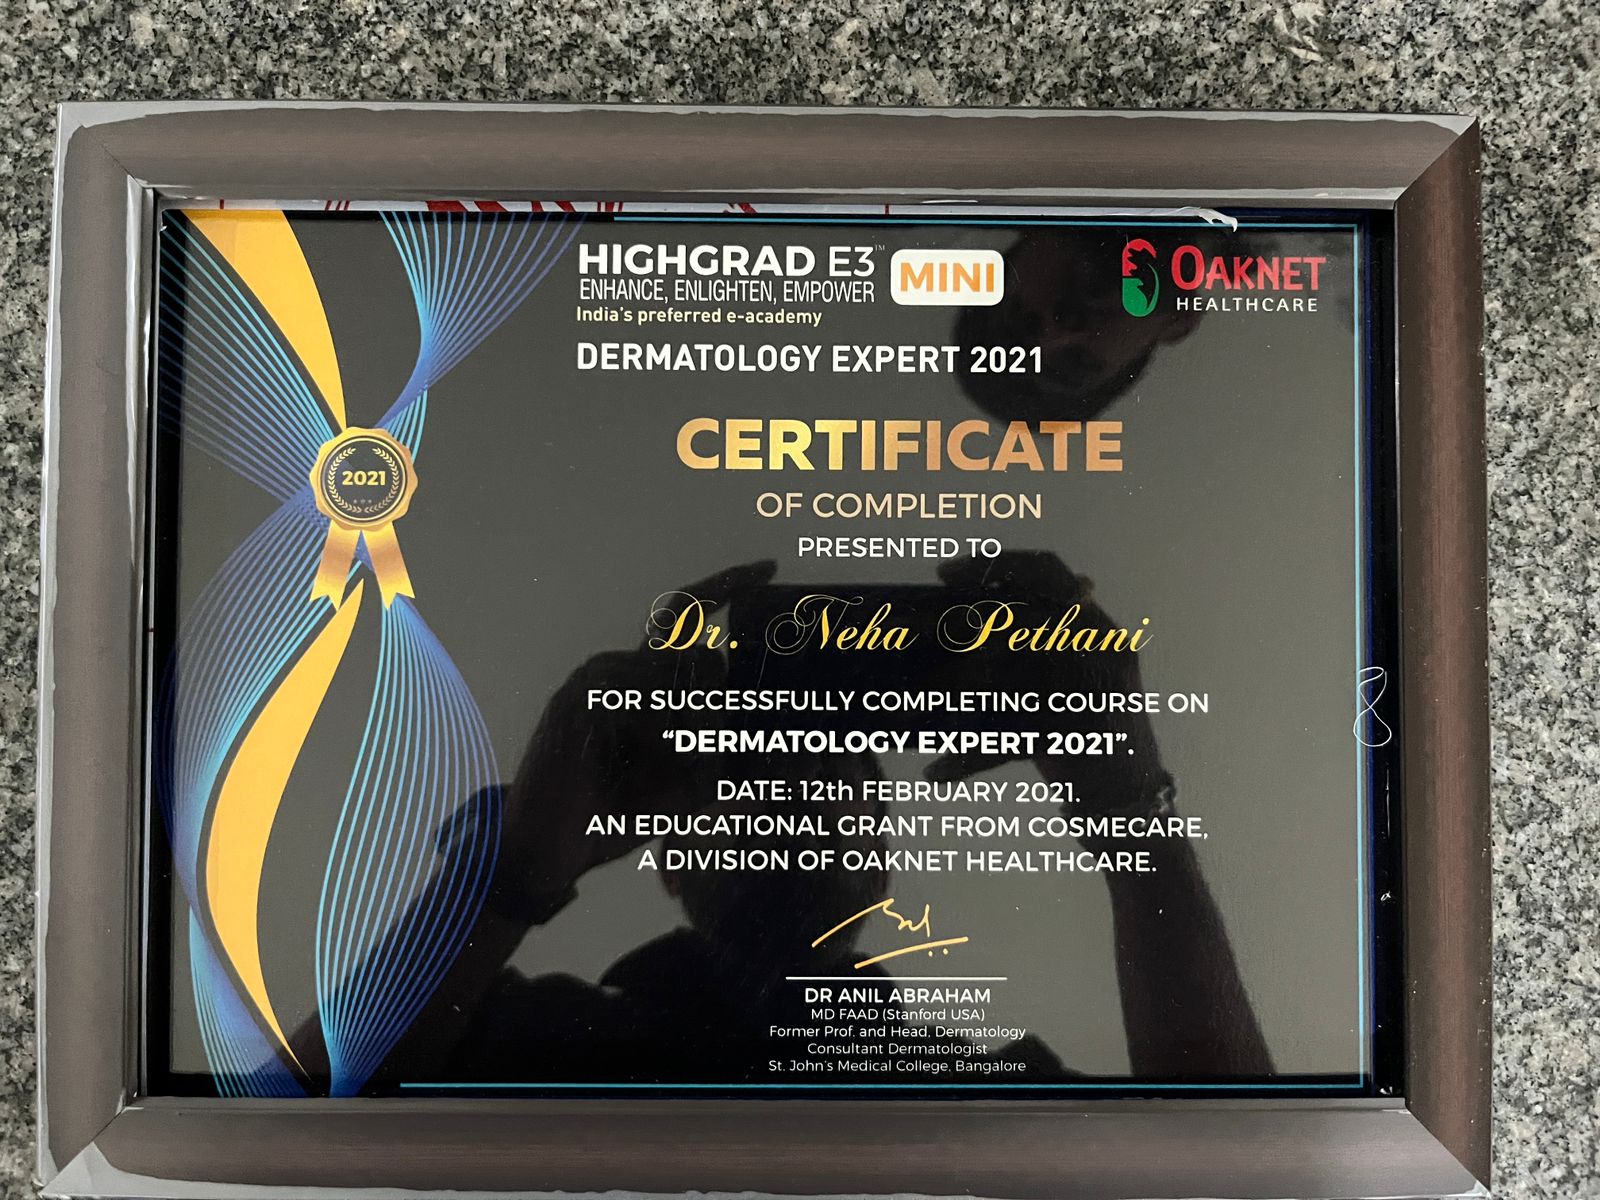 HIGHGRAD E3™ MINI
ENHANCE, ENLIGHTEN, EMPOWER
India's preferred e-academy
OAKNET
HEALTHCARE
DERMATOLOGY EXPERT 2021
CERTIFICATE
OF COMPLETION
PRESENTED TO
2021
Dr. Neha Pethani
FOR SUCCESSFULLY COMPLETING COURSE ON
“DERMATOLOGY EXPERT 2021”.
DATE: 12th FEBRUARY 2021.
AN EDUCATIONAL GRANT FROM COSMECARE,
A DIVISION OF OAKNET HEALTHCARE.
8
DR ANIL ABRAHAM
MD FAAD (Stanford USA)
Former Prof. and Head, Dermatology
Consultant Dermatologist
St. John's Medical College, Bangalore